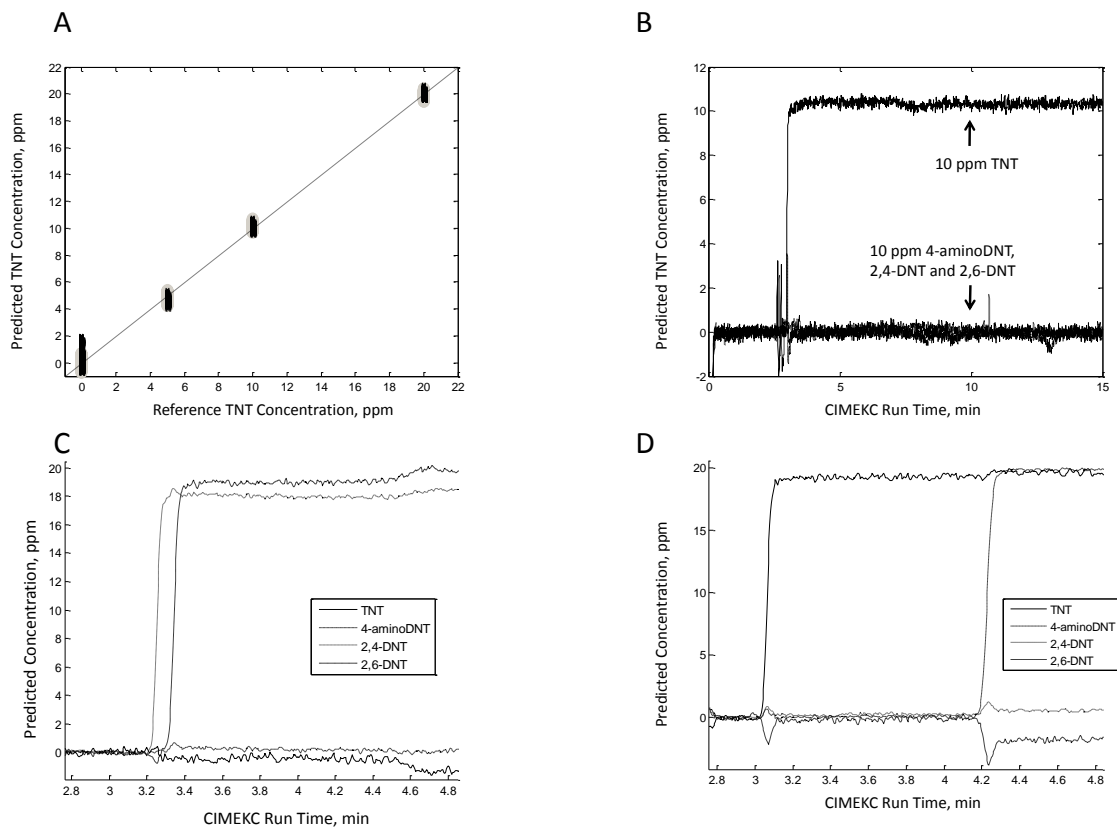 A
Predicted TNT Concentration, ppm
22
20
18
16
14
12
10
8
6
4
2
0
0 2 4 6 8 10 12 14 16 18 20 22
Reference TNT Concentration, ppm
B
Predicted TNT Concentration, ppm
12
10
8
6
4
2
0
-2
10 ppm TNT
10 ppm 4-aminoDNT,
2,4-DNT and 2,6-DNT
0 5 10 15
CIMEKC Run Time, min
C
Predicted Concentration, ppm
20
18
16
14
12
10
8
6
4
2
0
TNT
4-aminoDNT
2,4-DNT
2,6-DNT
2.8 3 3.2 3.4 3.6 3.8 4 4.2 4.4 4.6 4.8
CIMEKC Run Time, min
D
Predicted Concentration, ppm
20
15
10
5
0
TNT
4-aminoDNT
2,4-DNT
2,6-DNT
2.8 3 3.2 3.4 3.6 3.8 4 4.2 4.4 4.6 4.8
CIMEKC Run Time, min